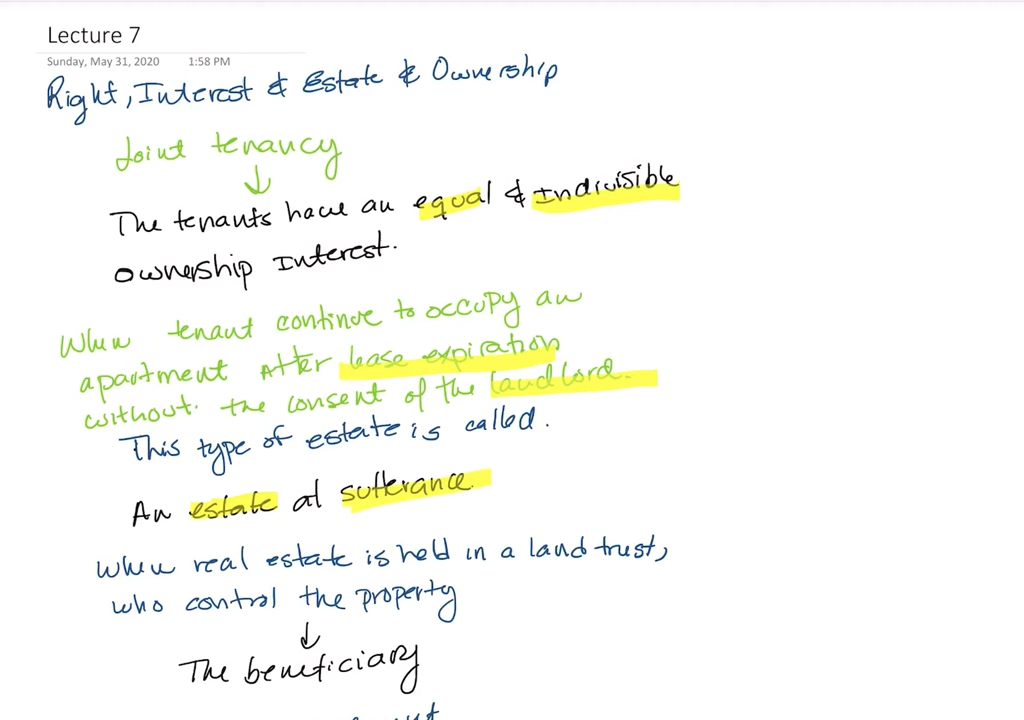 Lecture 7
Sunday, May 31, 2020 1:58 PM
Right, Interest & Estate & Ownership
Joint tenancy
↓
The tenants have an equal & Indivisible
ownership Interest.
When tenant continue to occupy an
apartment After lease expiration
without. the consent of the landlord.
This type of estate is called.
An estate at sufferance.
When real estate is held in a land trust,
who control the property
↓
The beneficiary